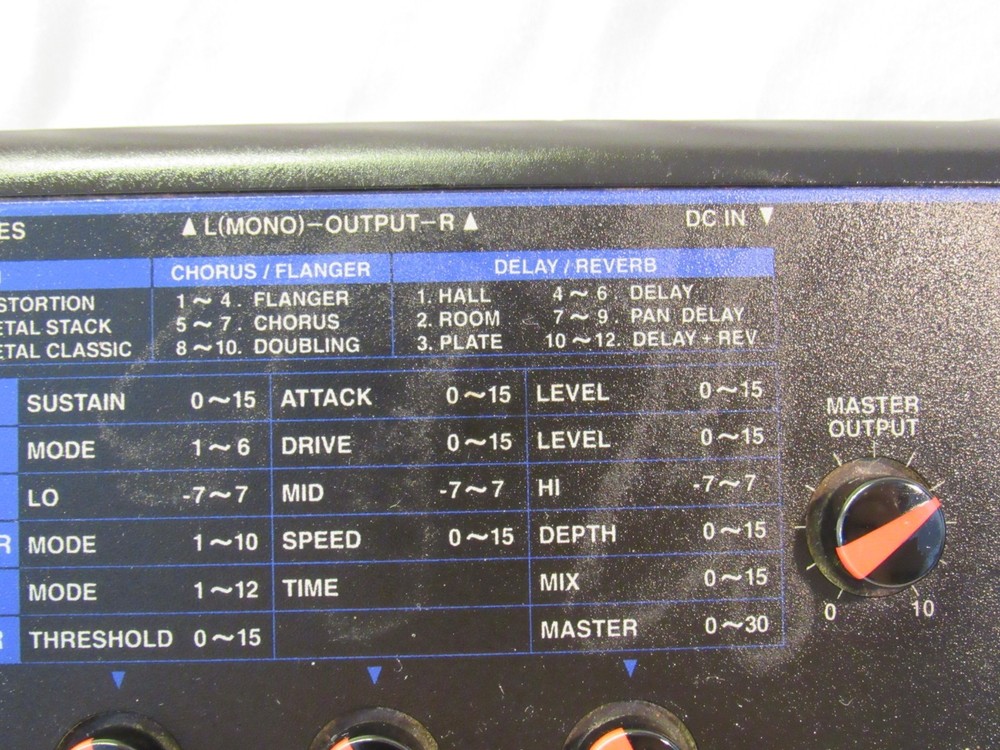 ES ▲ L(MONO)–OUTPUT–R ▲ DC IN ▼
CHORUS / FLANGER DELAY / REVERB
STORTION 1～4. FLANGER 1. HALL 4～6 DELAY
ETAL STACK 5～7. CHORUS 2. ROOM 7～9. PAN DELAY
ETAL CLASSIC 8～10. DOUBLING 3. PLATE 10～12. DELAY + REV.
SUSTAIN 0～15 ATTACK 0～15 LEVEL 0～15
MODE 1～6 DRIVE 0～15 LEVEL 0～15
LO -7～7 MID -7～7 HI -7～7
R MODE 1～10 SPEED 0～15 DEPTH 0～15
MODE 1～12 TIME MIX 0～15
R THRESHOLD 0～15 MASTER 0～30
MASTER
OUTPUT
0 10